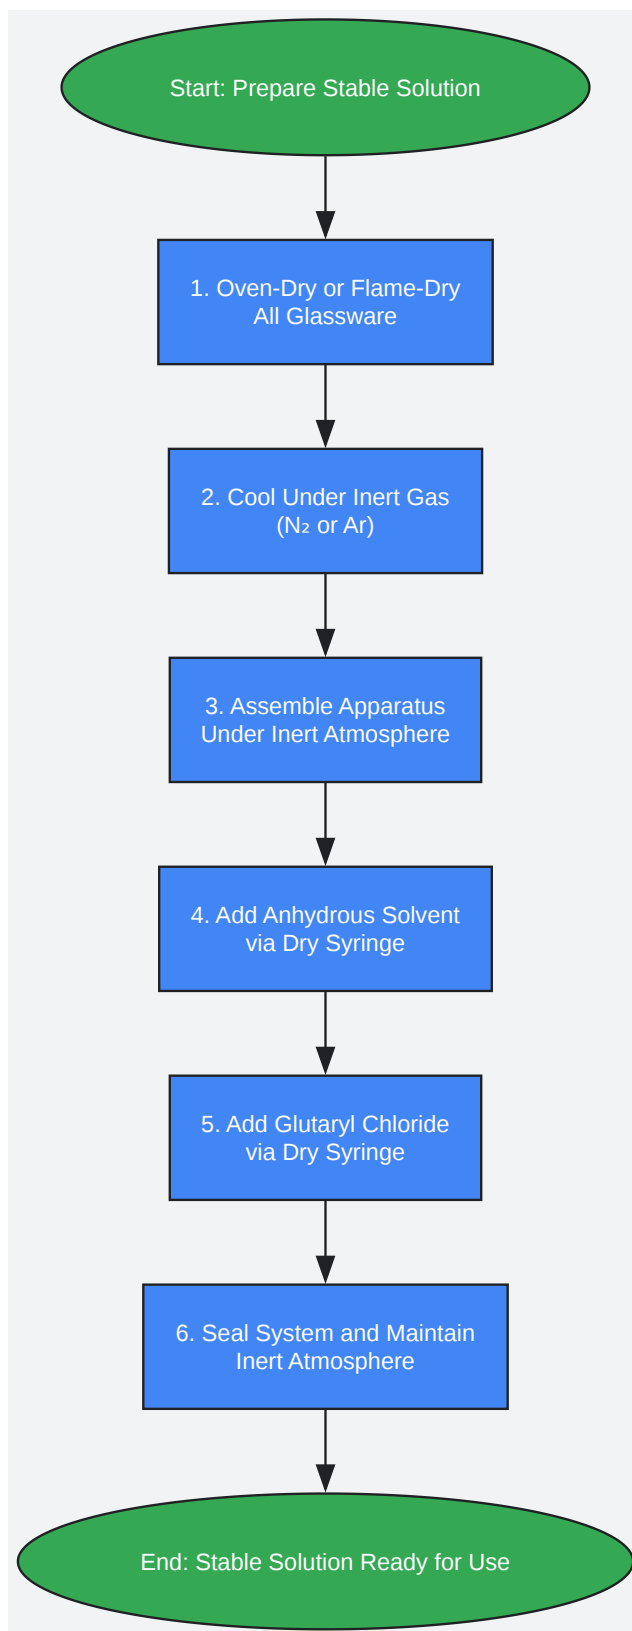 Start: Prepare Stable Solution
1. Oven-Dry or Flame-Dry
All Glassware
2. Cool Under Inert Gas
(N₂ or Ar)
3. Assemble Apparatus
Under Inert Atmosphere
4. Add Anhydrous Solvent
via Dry Syringe
5. Add Glutaryl Chloride
via Dry Syringe
6. Seal System and Maintain
Inert Atmosphere
End: Stable Solution Ready for Use